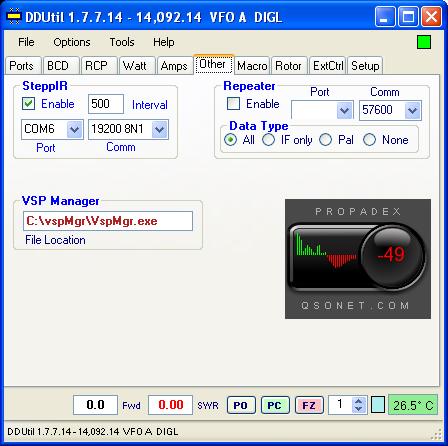 DDUtil 1.7.7.14 - 14,092.14 VFO A DIGL
File Options Tools Help
Ports BCD RCP Watt Amps Other Macro Rotor ExtCtrl Setup
SteppIR
Enable 500 Interval
COM6 19200 8N1
Port Comm
Repeater
Port Comm
Enable 57600
Data Type
All IF only Pal None
VSP Manager
C:\vspMgr\VspMgr.exe
File Location
PROPADEX
-49
QSONET.COM
0.0 Fwd 0.00 SWR PO PC FZ 1 26.5° C
DDUtil 1.7.7.14 - 14,092.14 VFO A DIGL